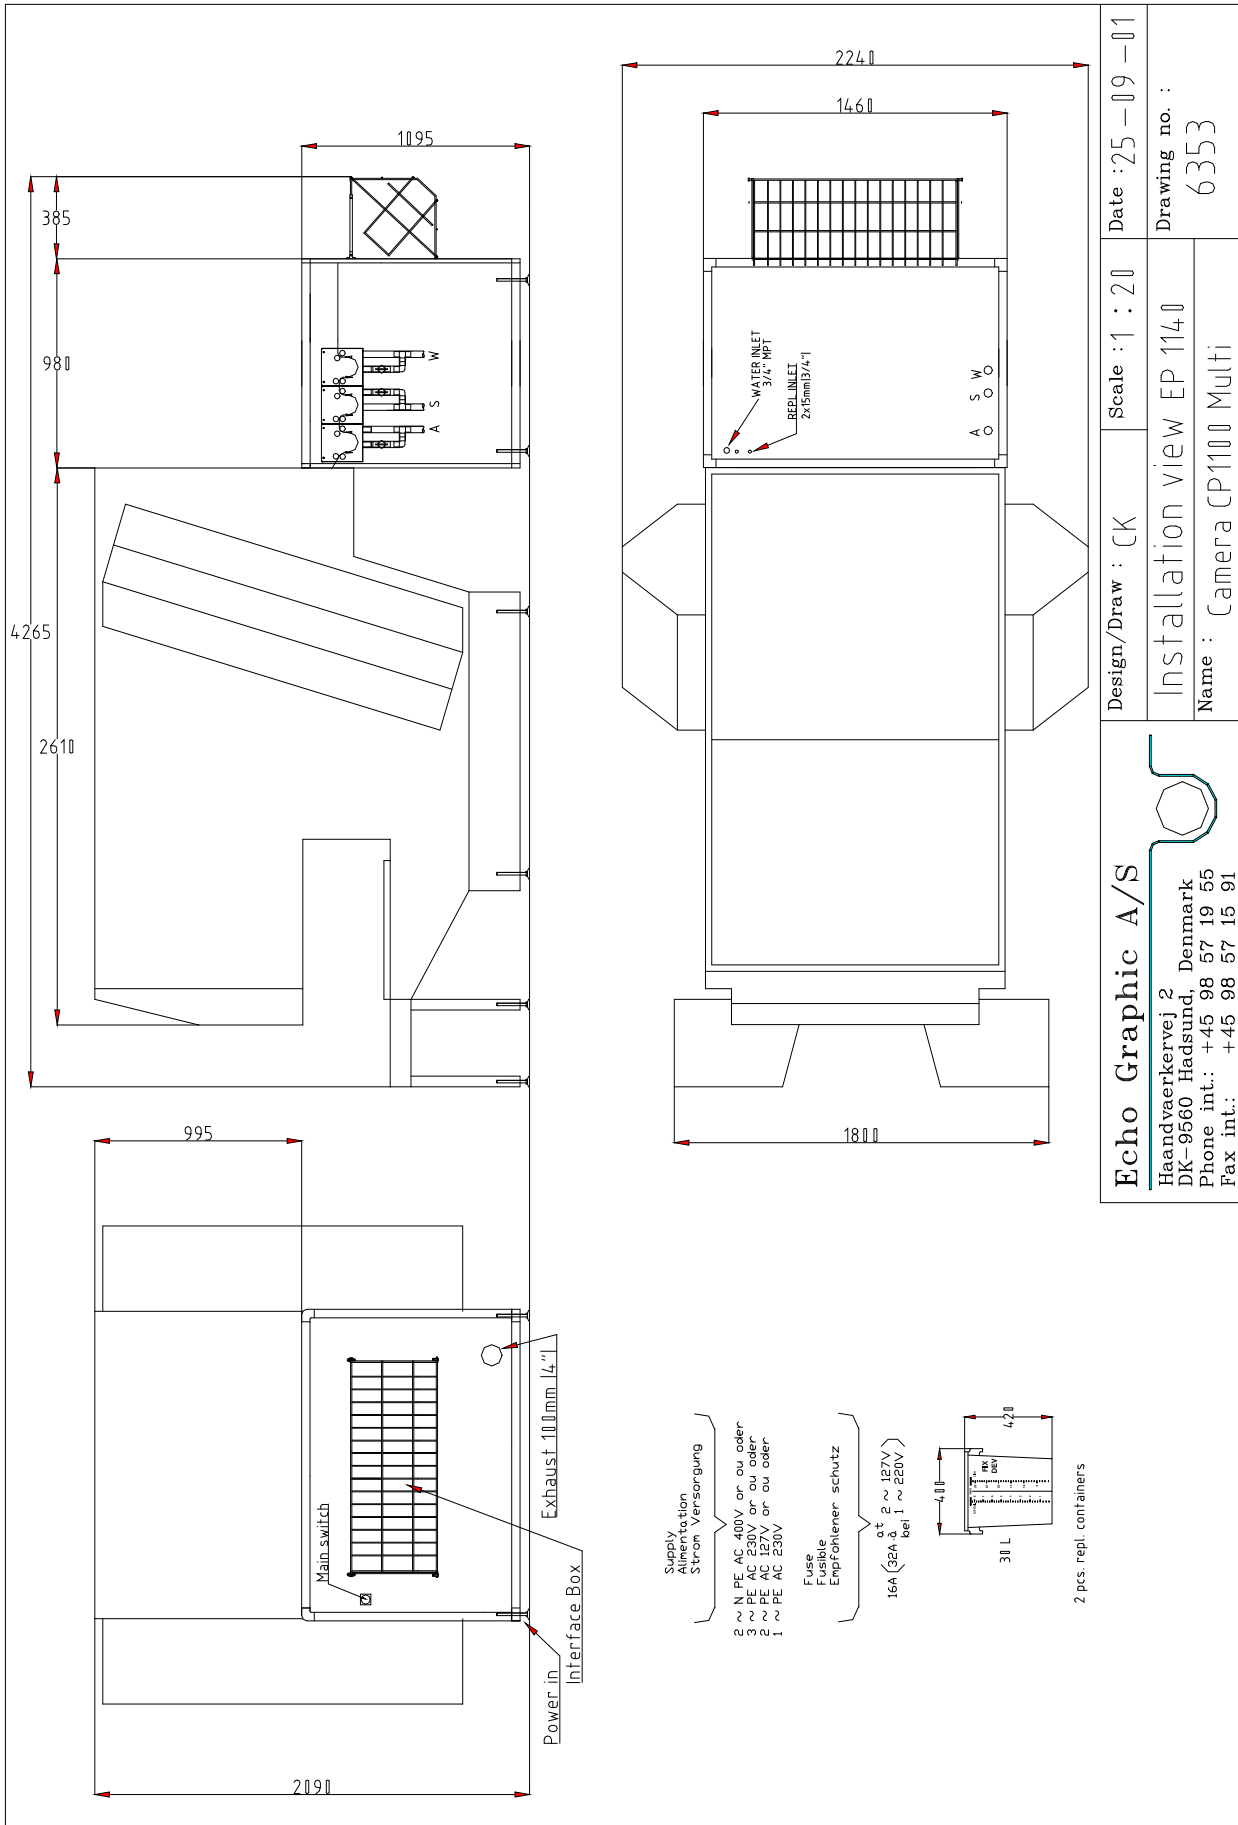 2240
1460
1095
385
980
4265
2610
W
S
A
WATER INLET
3/4" MPT
REPL INLET
2x15mm(3/4")
A S W
1800
995
2090
Main switch
Exhaust 100mm (4")
Interface Box
Power in
Supply
Alimentation
Strom Versorgung
2 ~ N PE AC 400V or ou oder
3 ~ PE AC 230V or ou oder
2 ~ PE AC 127V or ou oder
1 ~ PE AC 230V
Fuse
Fusible
Empfohlener schutz
16A (32A at à bei 2 ~ 127V 1 ~ 220V)
400
420
FIX
DEV
30 L
2 pcs. repl. containers
Echo Graphic A/S
Haandvaerkervej 2
DK-9560 Hadsund, Denmark
Phone int.: +45 98 57 19 55
Fax int.: +45 98 57 15 91
Design/Draw : CK
Scale : 1 : 20
Date : 25-09-01
Installation view EP 1140
Name : Camera CP1100 Multi
Drawing no. :
6353